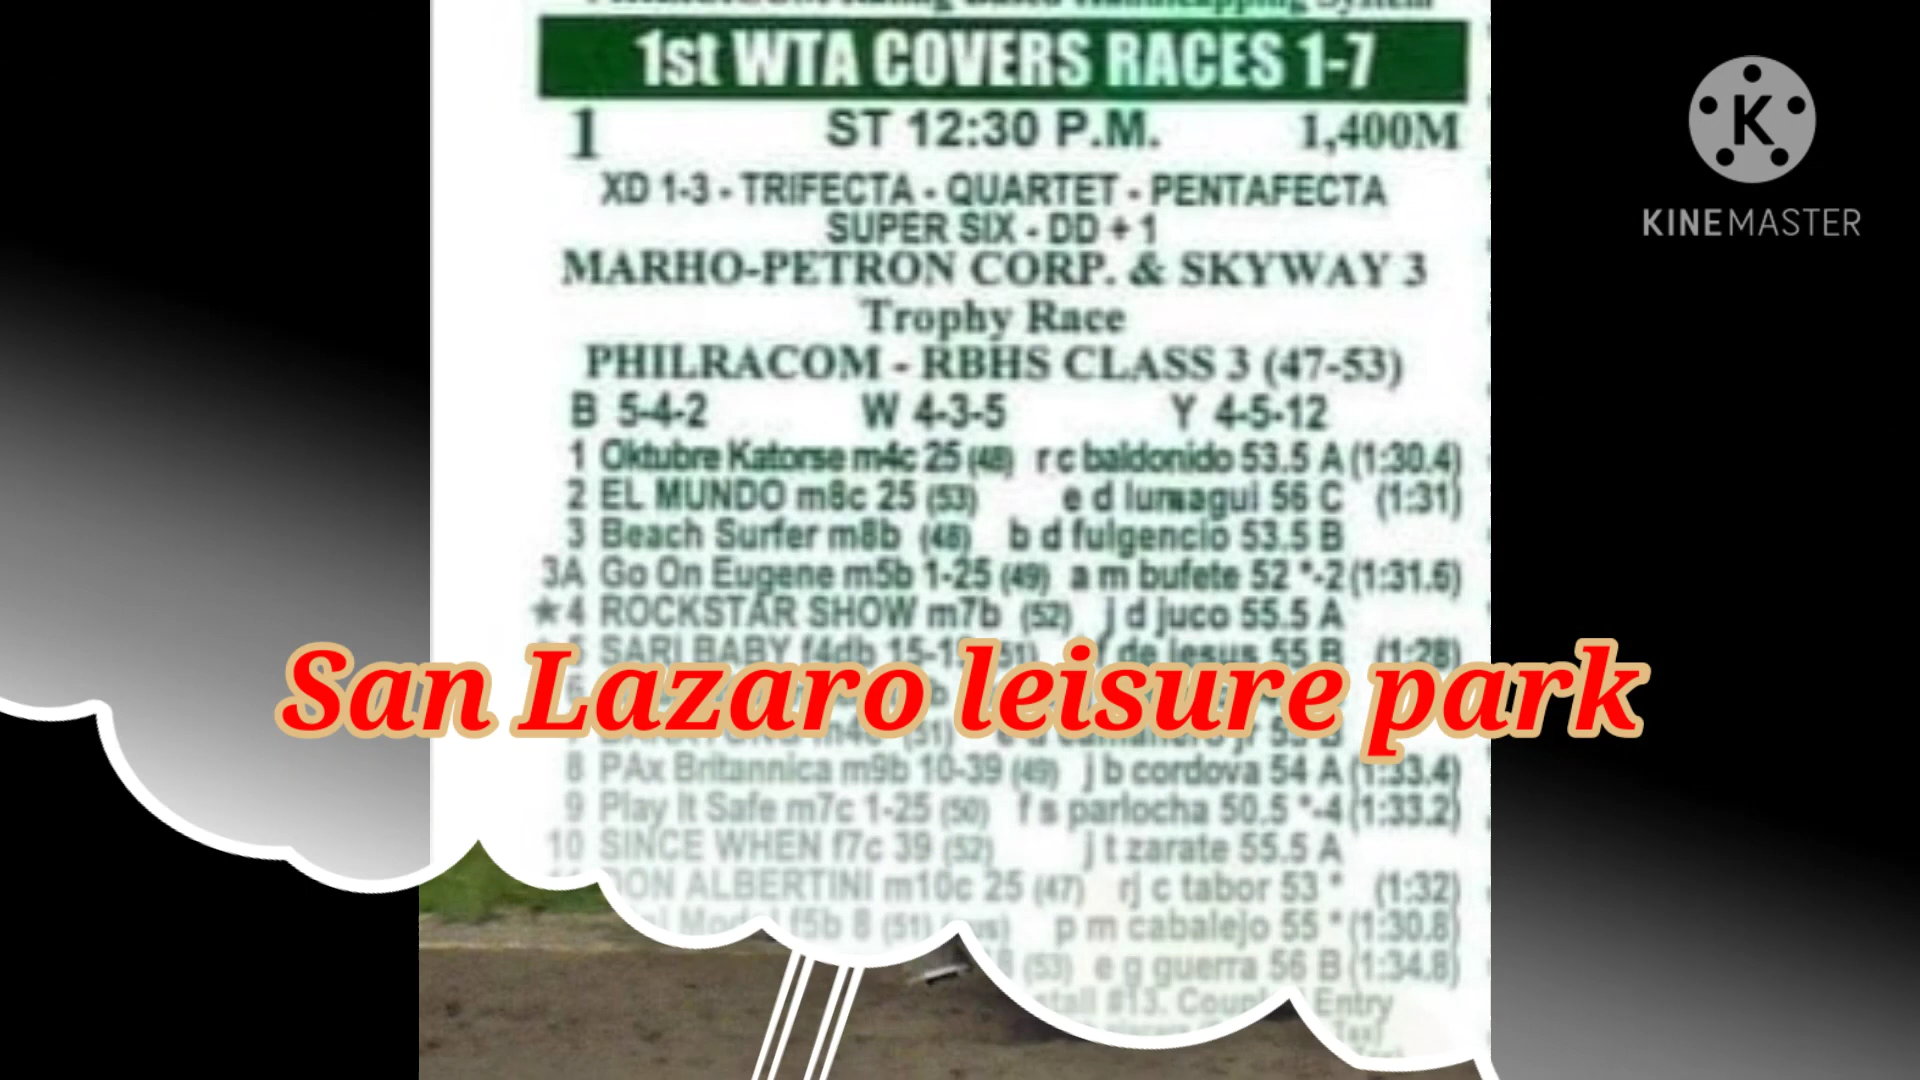 1st WTA COVERS RACES 1-7
1 ST 12:30 P.M. 1,400M
XD 1-3 - TRIFECTA - QUARTET - PENTAFECTA
SUPER SIX - DD + 1
MARHO-PETRON CORP. & SKYWAY 3
Trophy Race
PHILRACOM - RBHS CLASS 3 (47-53)
B 5-4-2 W 4-3-5 Y 4-5-12
1 Oktubre Katorse m4c 25 (48) r c baldonido 53.5 A (1:30.4)
2 EL MUNDO m8c 25 (53) e d 56 C (1:31)
3 Beach Surfer m8b (48) b d fulgencio 53.5 B
3A Go On Eugene m5b 1-25 (49) a m bufete 52 *-2 (1:31.6)
★4 ROCKSTAR SHOW m7b (52) j d juco 55.5 A
SARI BABY f4db de jesus 55 B (1:28)
San Lazaro leisure park
8 PAx Britannica m9b 10-39 (49) j b cordova 54 A (1:33.4)
9 Play It Safe m7c 1-25 (50) f s parlocha 50.5 *-4 (1:33.2)
10 SINCE WHEN f7c 39 (52) j t zarate 55.5 A
DON ALBERTINI m10c 25 (47) rj c tabor 53 * (1:32)
f5b 8 (51) p m cabalejo 55 * (1:30.8)
(53) e g guerra 56 B (1:34.8)
#13. Entry
K
KINEMASTER